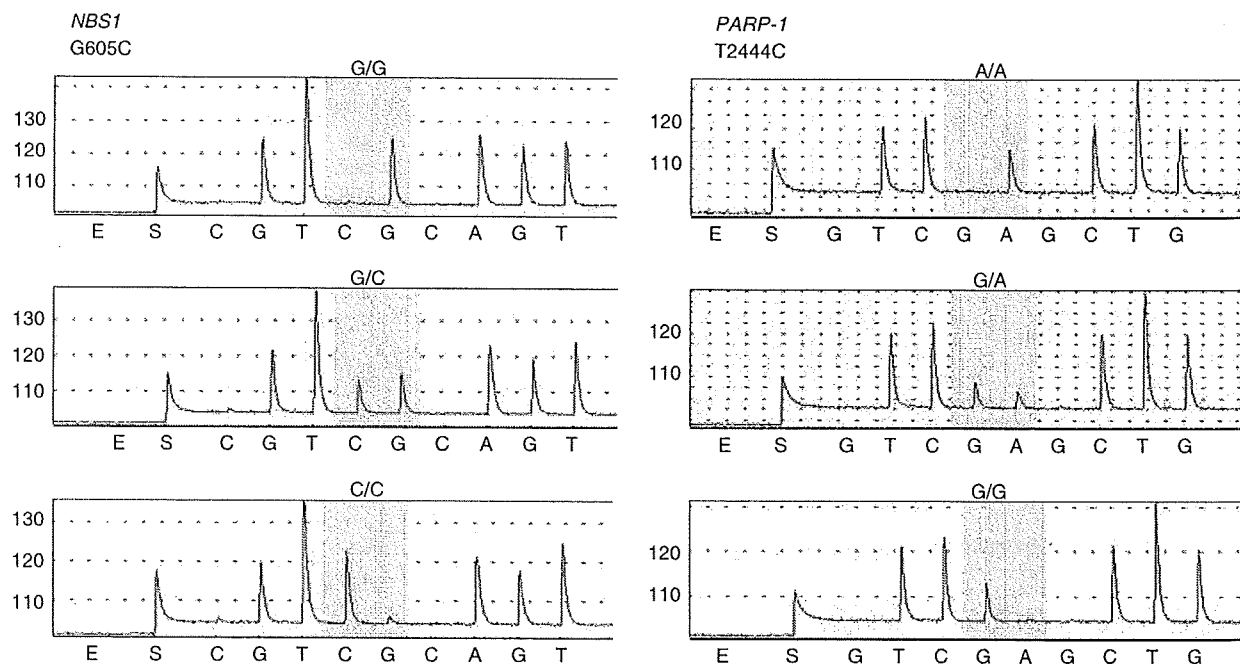 NBS1
G605C
G/G
130
120
110
E S C G T C G C A G T
G/C
130
120
110
E S C G T C G C A G T
C/C
130
120
110
E S C G T C G C A G T
PARP-1
T2444C
A/A
120
110
E S G T C G A G C T G
G/A
120
110
E S G T C G A G C T G
G/G
120
110
E S G T C G A G C T G